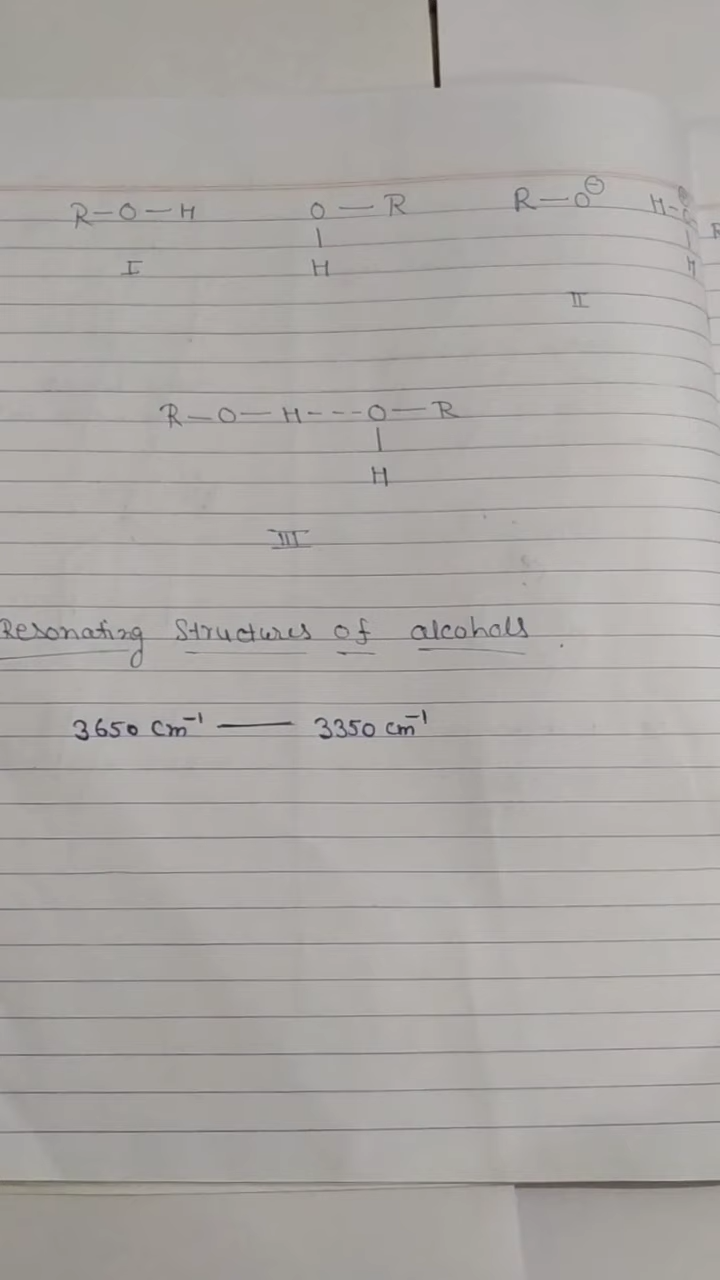 R-O-H O-R R-O⊖ H-
|
I H H
II
R-O-H---O-R
|
H
III
Resonating Structures of alcohols.
3650 cm⁻¹ — 3350 cm⁻¹